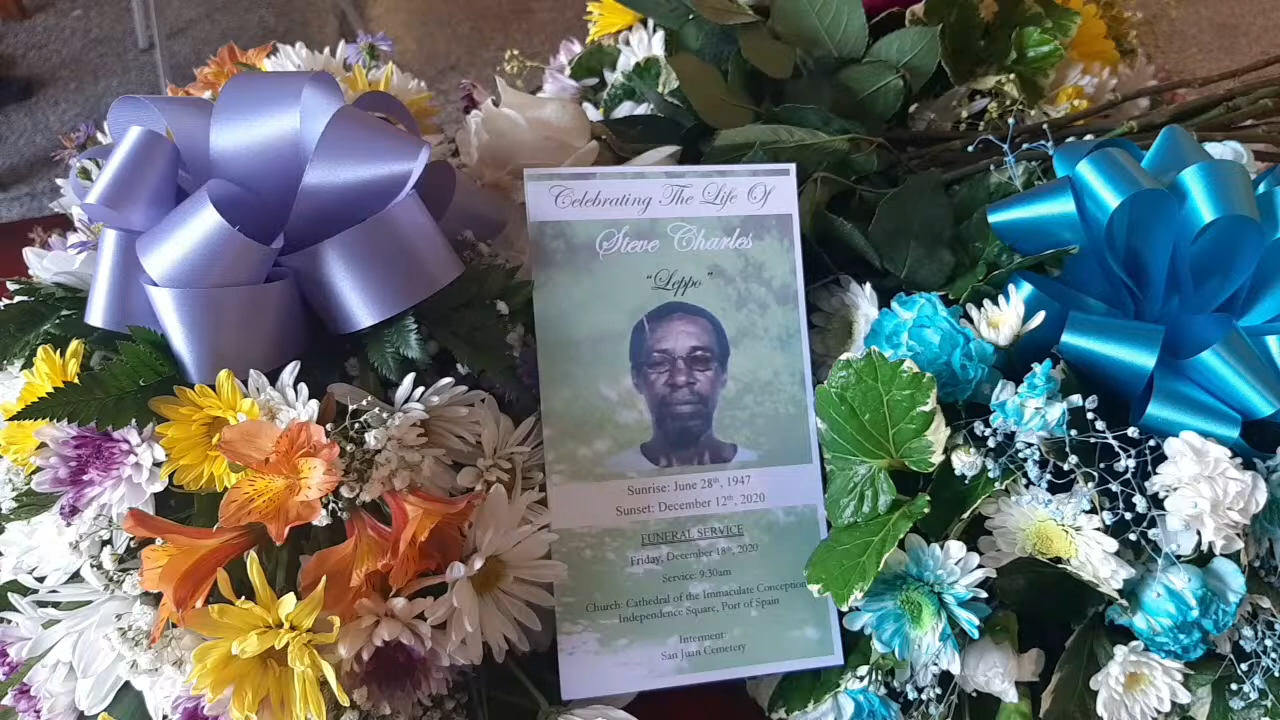 Celebrating The Life Of
Steve Charles
"Leppo"
Sunrise: June 28th, 1947
Sunset: December 12th, 2020
FUNERAL SERVICE
Friday, December 18th, 2020
Service: 9:30am
Church: Cathedral of the Immaculate Conception
Independence Square, Port of Spain
Interment:
San Juan Cemetery